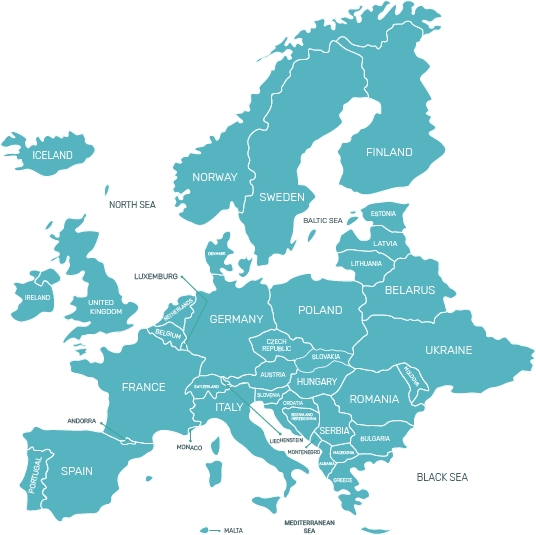 ICELAND
FINLAND
NORWAY
SWEDEN
NORTH SEA
BALTIC SEA
ESTONIA
LATVIA
LITHUANIA
DENMARK
LUXEMBURG
BELARUS
IRELAND
UNITED
KINGDOM
NETHERLANDS
BELGIUM
GERMANY
POLAND
CZECH
REPUBLIC
SLOVAKIA
UKRAINE
MOLDOVA
FRANCE
SWITZERLAND
AUSTRIA
HUNGARY
SLOVENIA
CROATIA
ROMANIA
ITALY
BOSNIA AND
HERZEGOVINA
SERBIA
BULGARIA
ANDORRA
MONACO
LIECHENSTEIN
MONTENEGRO
MACEDONIA
ALBANIA
GREECE
PORTUGAL
SPAIN
BLACK SEA
MEDITERRANEAN
SEA
MALTA